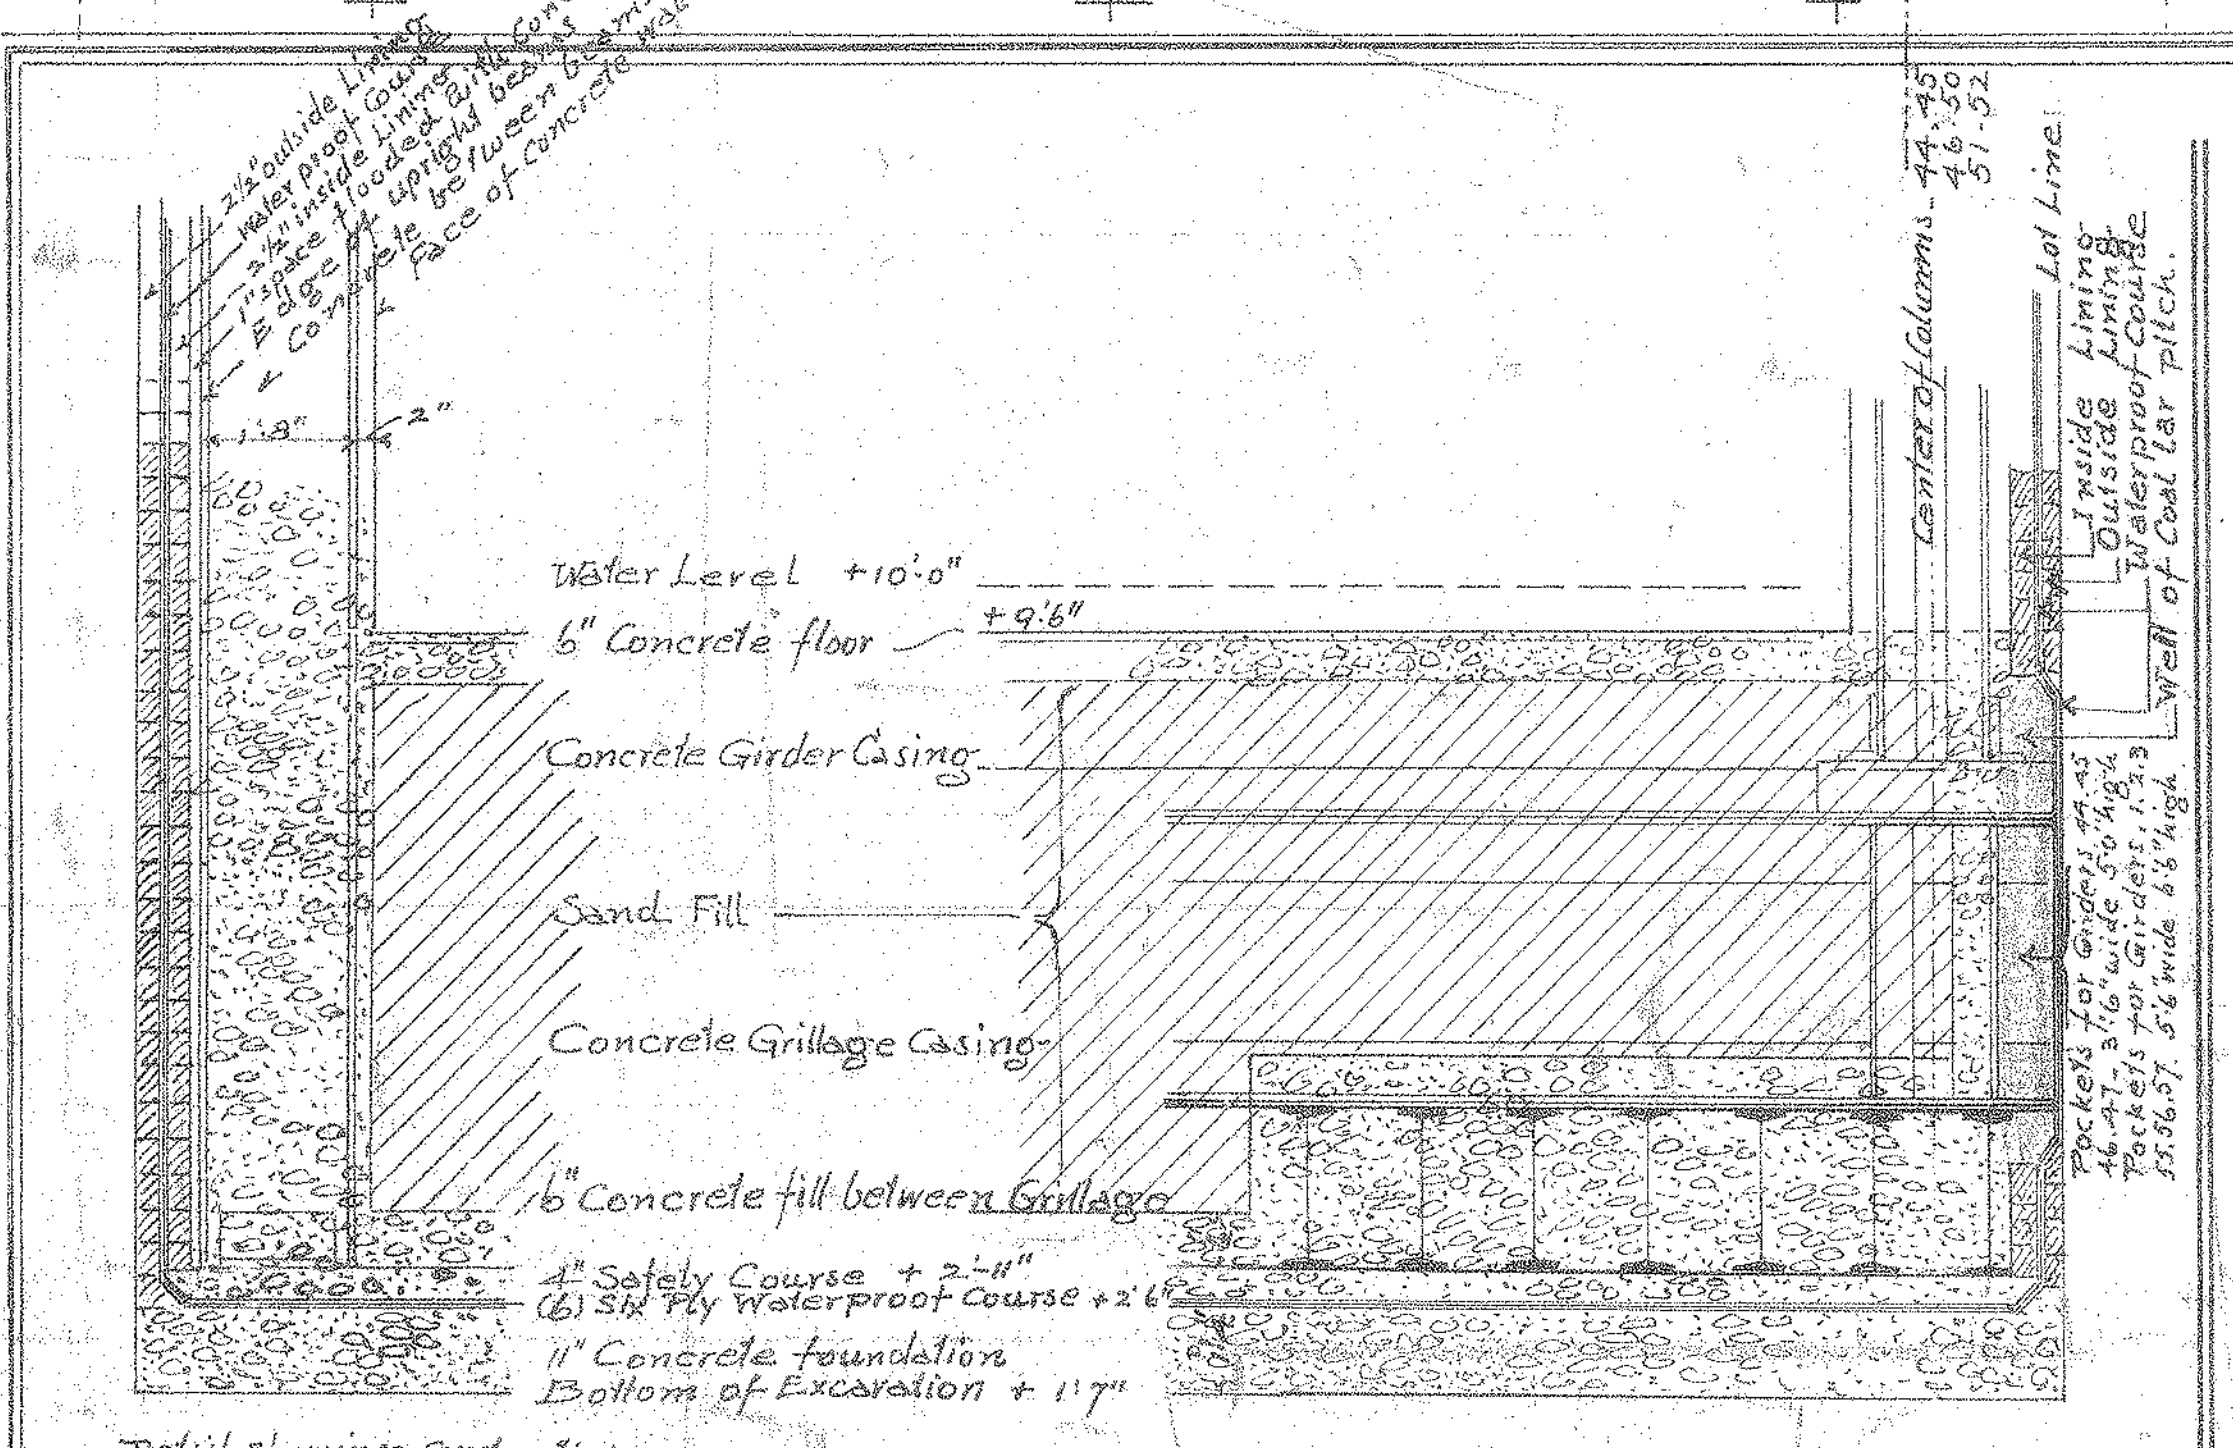 2½" outside Lining
Waterproof Course
3½" inside Lining
1" space flooded with Conc
Edge of upright beams
Concrete between beams
Face of Concrete
1'-8"
2"
Center of Columns - 44-45
46-50
51-52
Lot Line
Inside Lining
Outside Lining
Waterproof Course
Well of Coal tar pitch.
Water Level +10'-0"
+9'6"
6" Concrete floor
Concrete Girder Casing
Sand Fill
Concrete Grillage Casing
6" Concrete fill between Grillage
4" Safety Course + 2'-11"
(6) Six Ply Waterproof Course +2'6"
11" Concrete foundation
Bottom of Excavation + 1'7"
Pockets for Girders 44.45
46.47- 3'6" wide 5'0" high
Pockets for Girders. 1.2.3
55.56.57. 5'6" wide 6'6" high